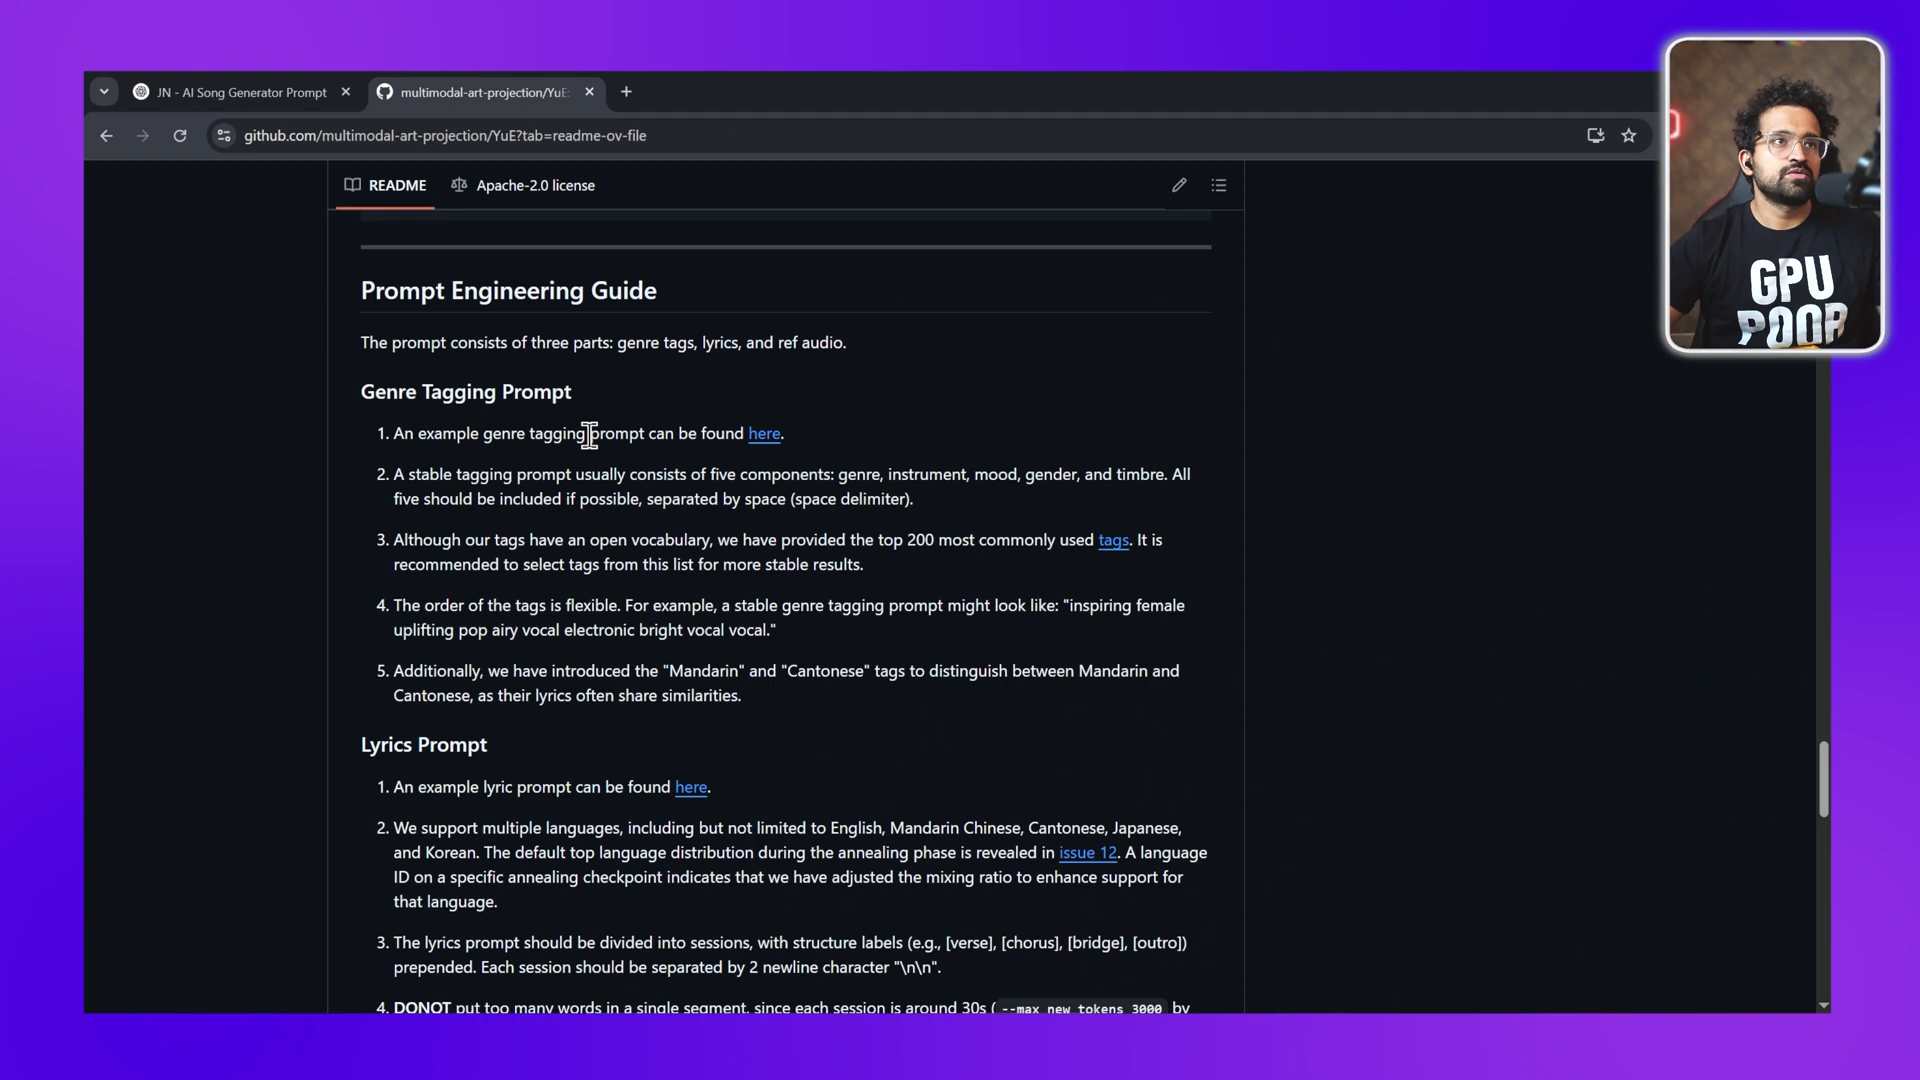 JN - AI Song Generator Prompt
multimodal-art-projection/YuE:
github.com/multimodal-art-projection/YuE?tab=readme-ov-file
README
Apache-2.0 license
GPU
POOR
Prompt Engineering Guide
The prompt consists of three parts: genre tags, lyrics, and ref audio.
Genre Tagging Prompt
1. An example genre tagging prompt can be found here.
2. A stable tagging prompt usually consists of five components: genre, instrument, mood, gender, and timbre. All
five should be included if possible, separated by space (space delimiter).
3. Although our tags have an open vocabulary, we have provided the top 200 most commonly used tags. It is
recommended to select tags from this list for more stable results.
4. The order of the tags is flexible. For example, a stable genre tagging prompt might look like: "inspiring female
uplifting pop airy vocal electronic bright vocal vocal."
5. Additionally, we have introduced the "Mandarin" and "Cantonese" tags to distinguish between Mandarin and
Cantonese, as their lyrics often share similarities.
Lyrics Prompt
1. An example lyric prompt can be found here.
2. We support multiple languages, including but not limited to English, Mandarin Chinese, Cantonese, Japanese,
and Korean. The default top language distribution during the annealing phase is revealed in issue 12. A language
ID on a specific annealing checkpoint indicates that we have adjusted the mixing ratio to enhance support for
that language.
3. The lyrics prompt should be divided into sessions, with structure labels (e.g., [verse], [chorus], [bridge], [outro])
prepended. Each session should be separated by 2 newline character "\n\n".
4. DONOT put too many words in a single segment, since each session is around 30s ( --max_new_tokens 3000 by